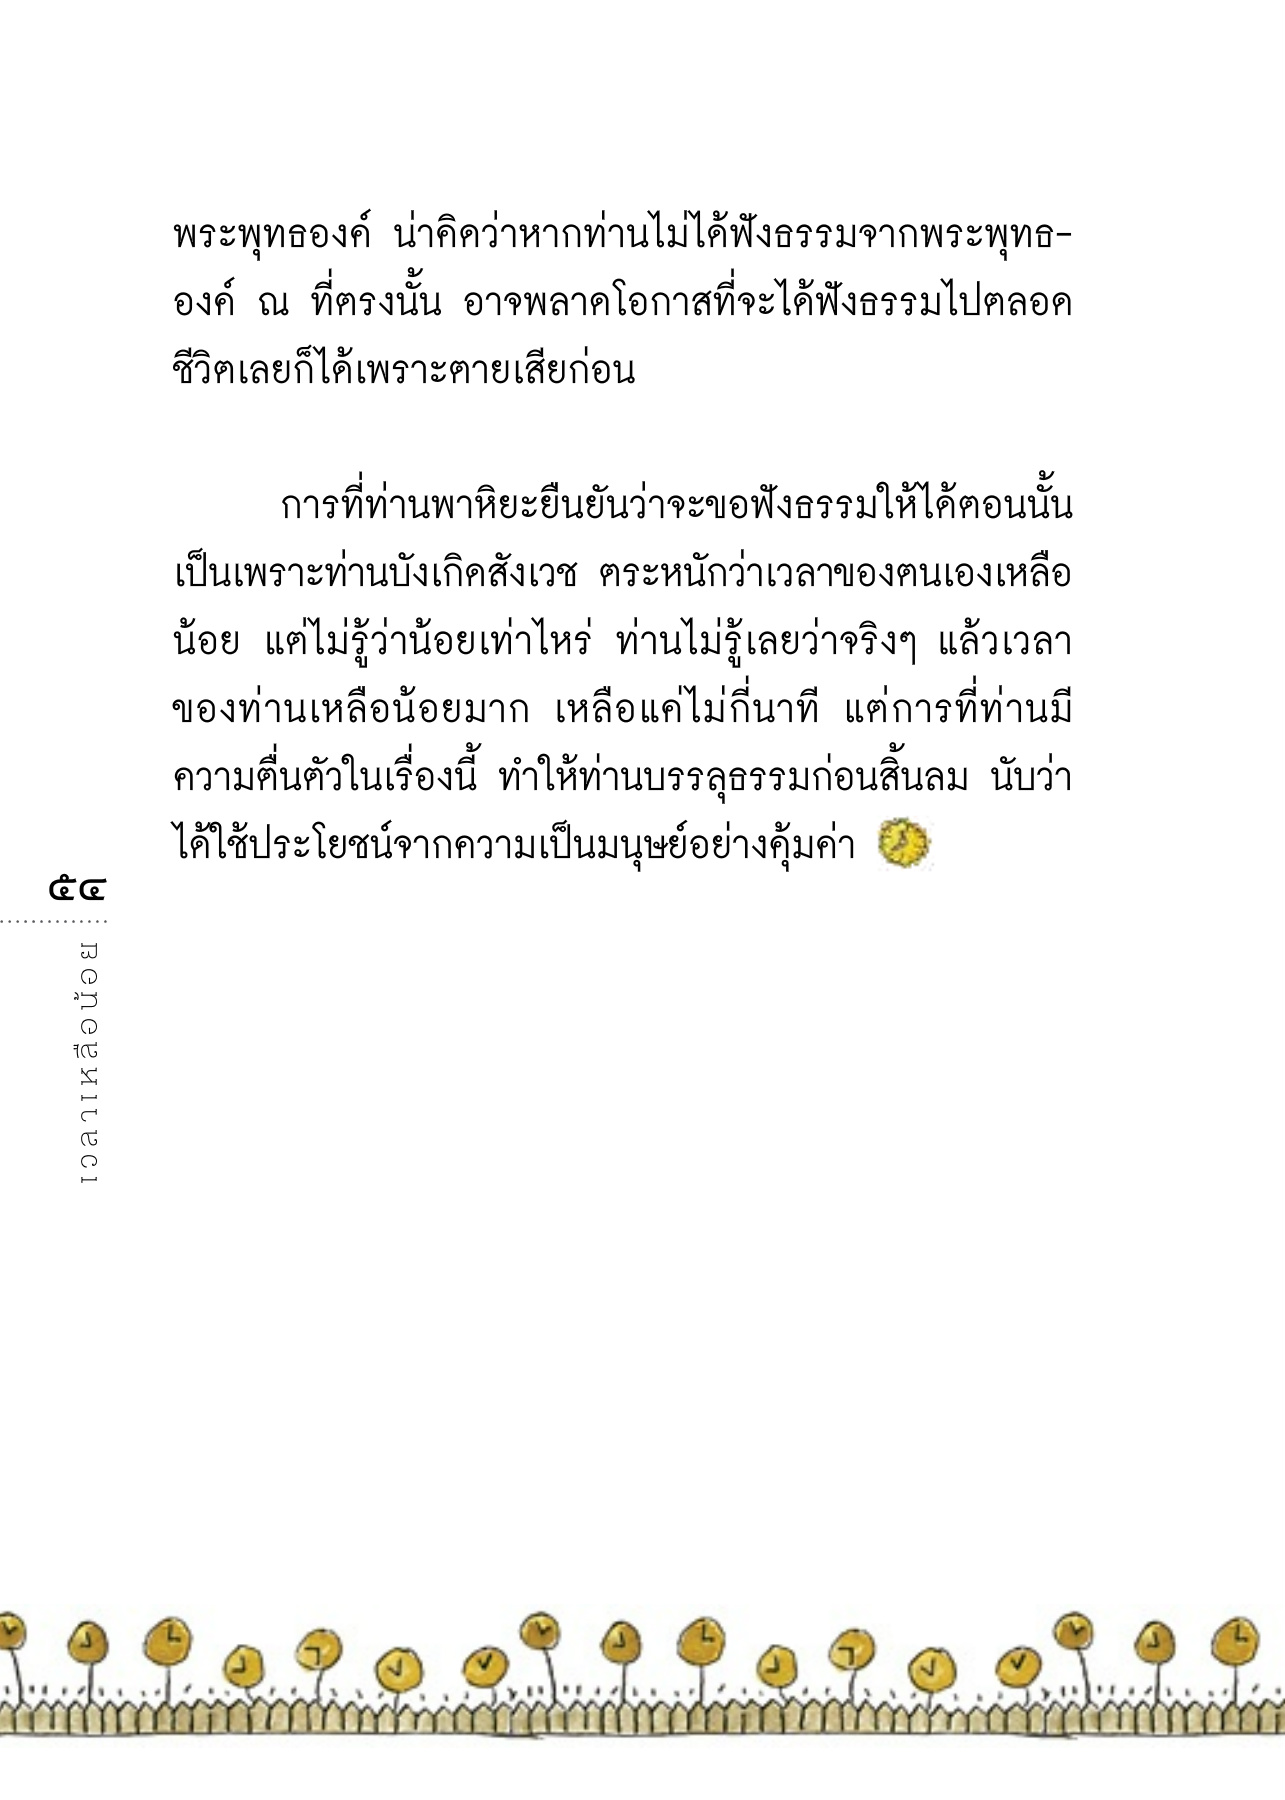 พระพุทธองค์ น่าคิดว่าหากท่านไม่ได้ฟังธรรมจากพระพุทธ-
องค์ ณ ที่ตรงนั้น อาจพลาดโอกาสที่จะได้ฟังธรรมไปตลอด
ชีวิตเลยก็ได้เพราะตายเสียก่อน
การที่ท่านพาหิยะยืนยันว่าจะขอฟังธรรมให้ได้ตอนนั้น
เป็นเพราะท่านบังเกิดสังเวช ตระหนักว่าเวลาของตนเองเหลือ
น้อย แต่ไม่รู้ว่าน้อยเท่าไหร่ ท่านไม่รู้เลยว่าจริงๆ แล้วเวลา
ของท่านเหลือน้อยมาก เหลือแค่ไม่กี่นาที แต่การที่ท่านมี
ความตื่นตัวในเรื่องนี้ ทำให้ท่านบรรลุธรรมก่อนสิ้นลม นับว่า
ได้ใช้ประโยชน์จากความเป็นมนุษย์อย่างคุ้มค่า
๕๔
เวลาเหลือน้อย